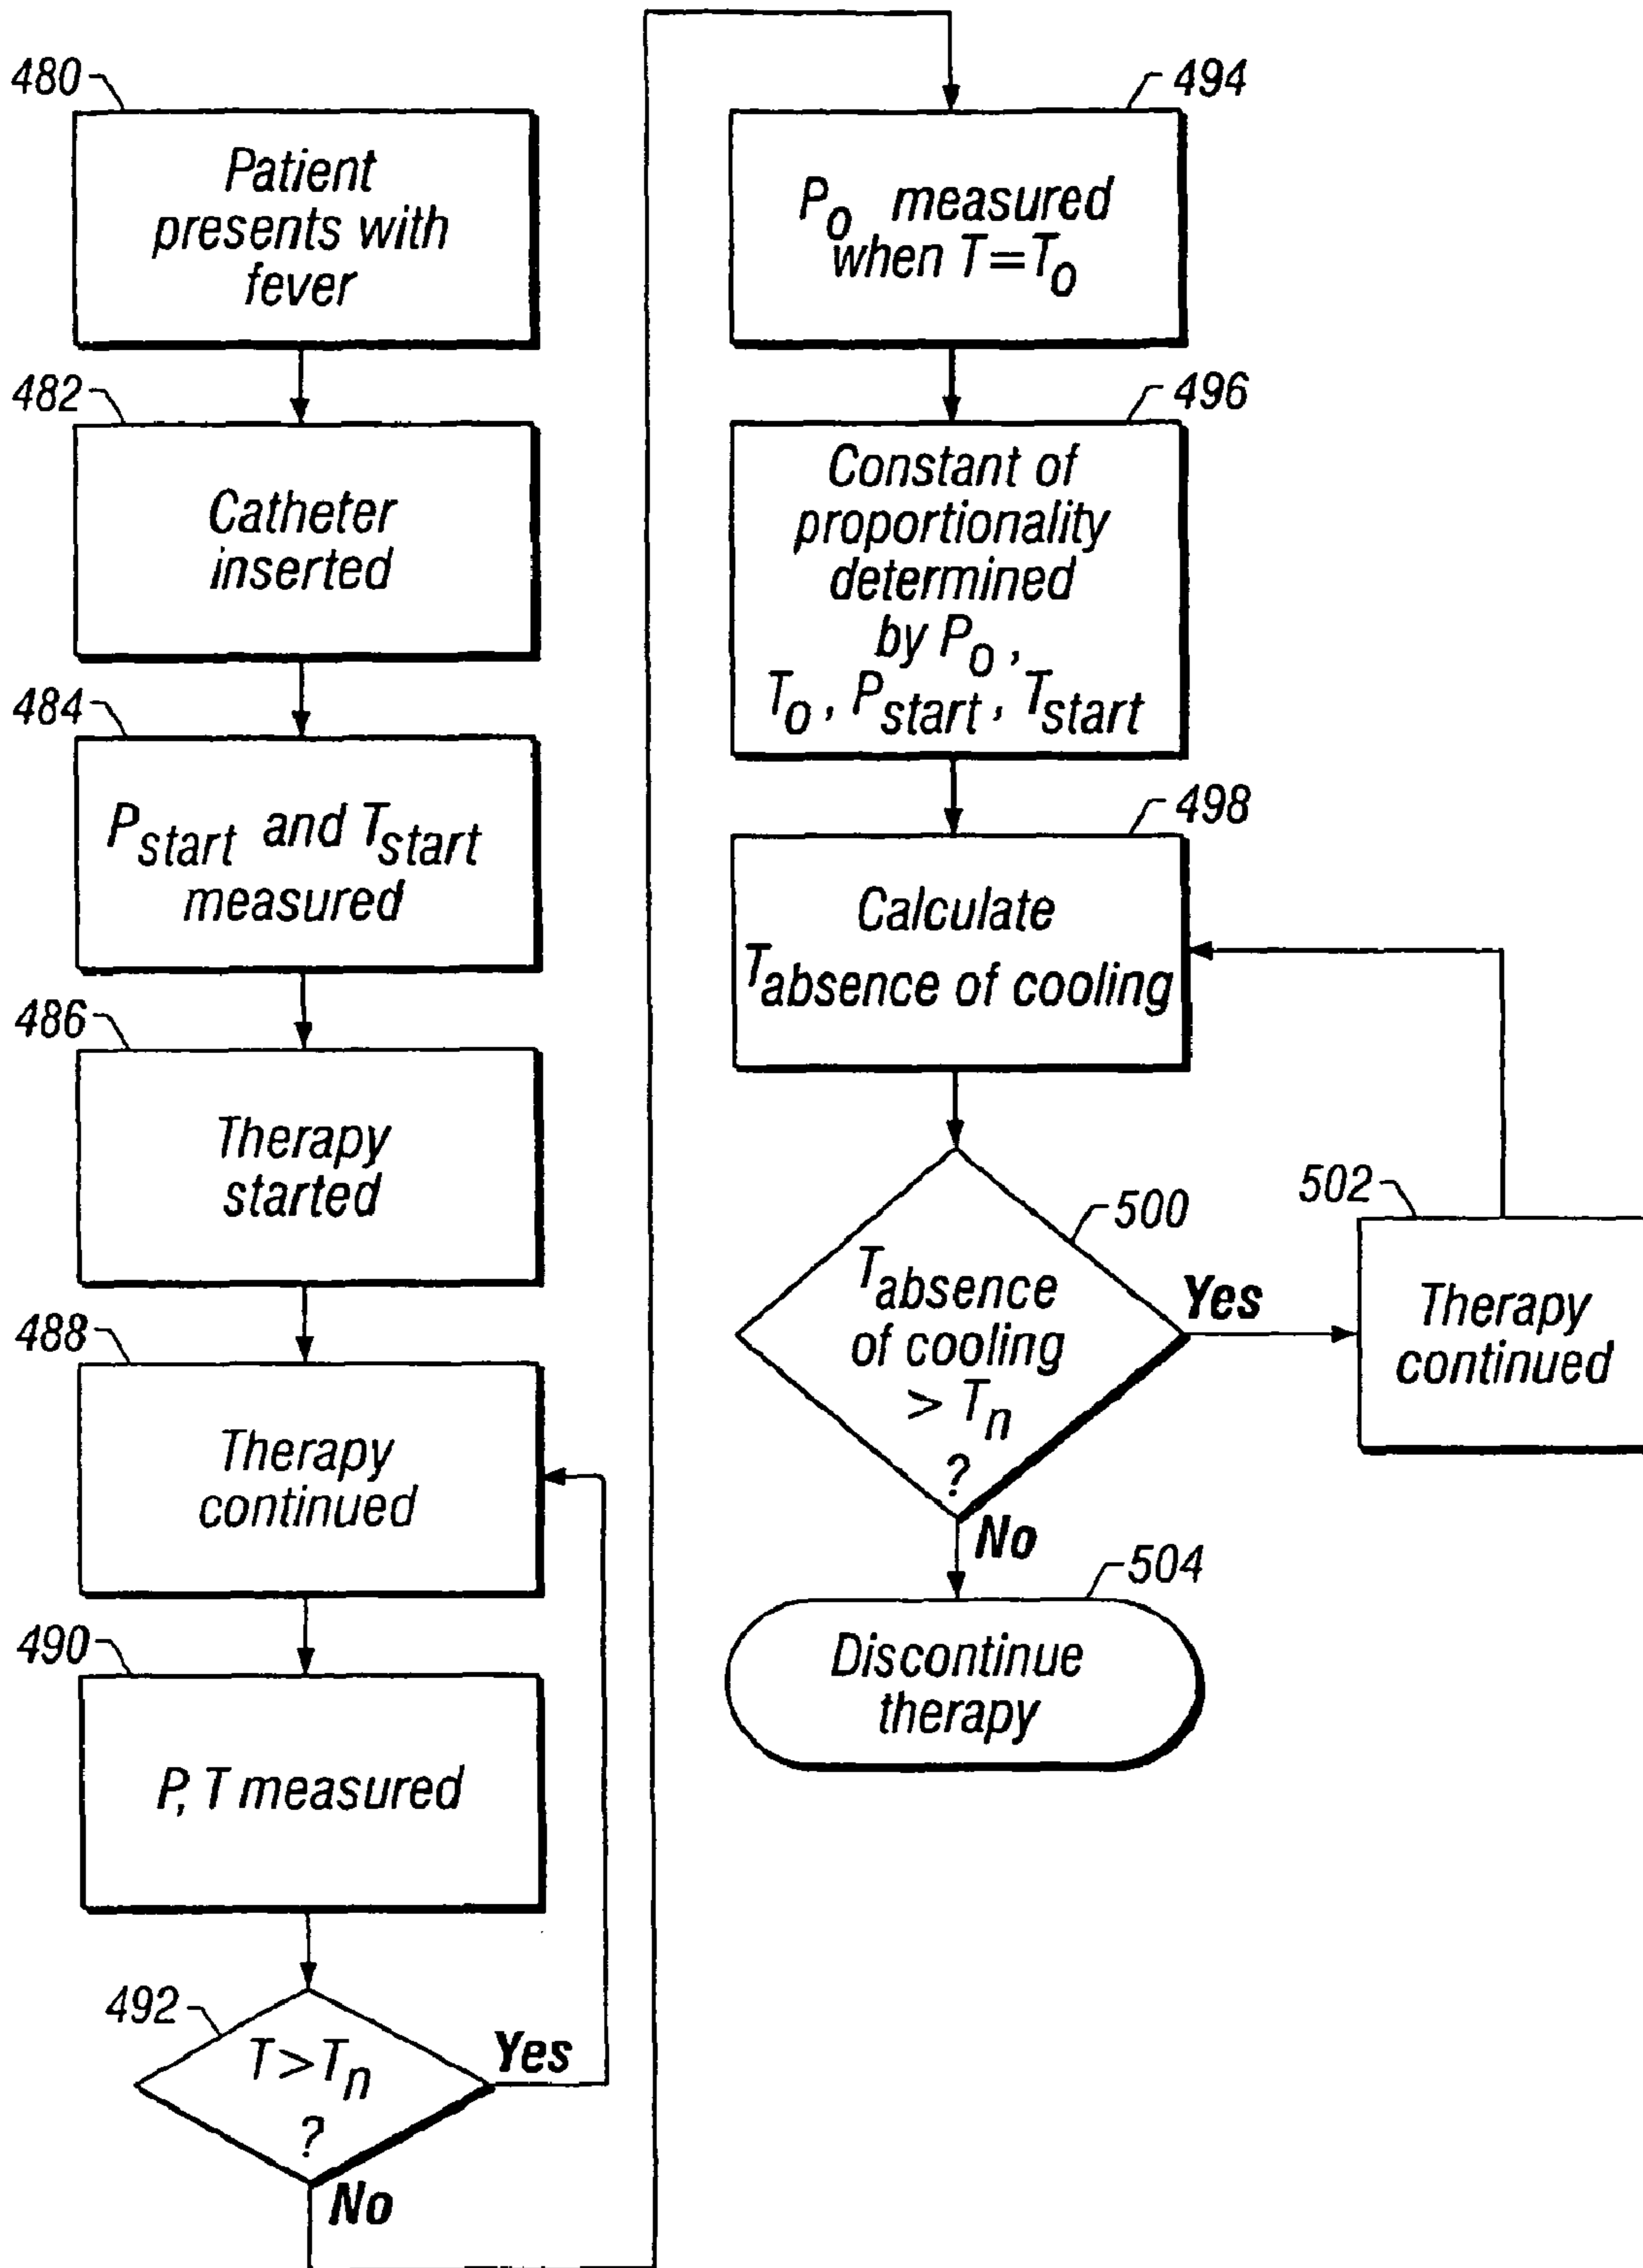 480
Patient
presents with
fever
482
Catheter
inserted
484
Pstart and Tstart
measured
486
Therapy
started
488
Therapy
continued
490
P, T measured
492
T>Tn
?
Yes
No
494
Po measured
when T=To
496
Constant of
proportionality
determined
by Po,
To, Pstart, Tstart
498
Calculate
Tabsence of cooling
500
Tabsence
of cooling
> Tn
?
Yes
No
502
Therapy
continued
504
Discontinue
therapy